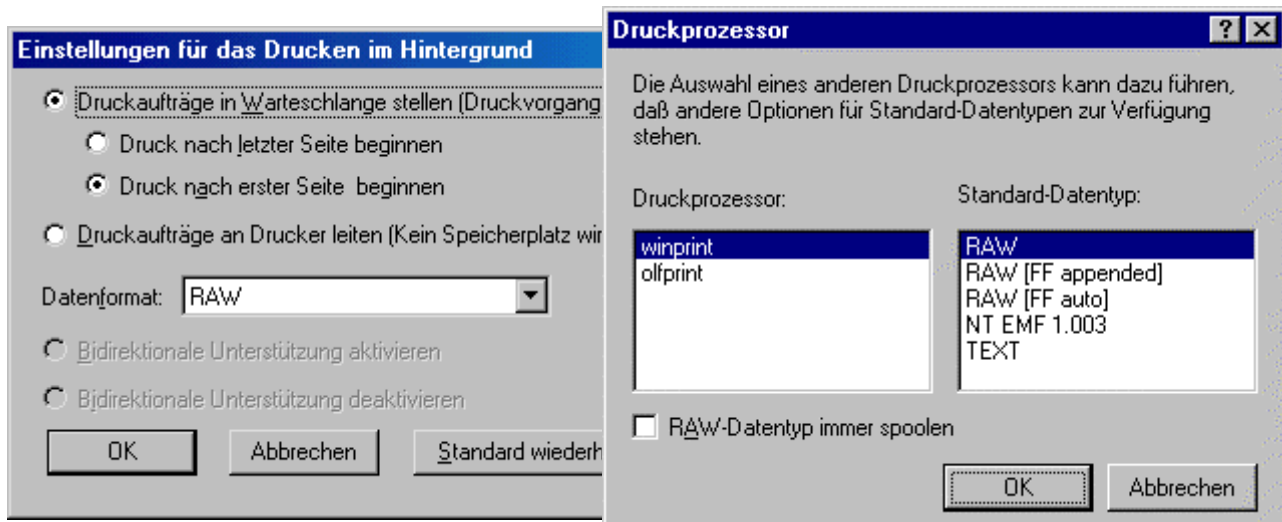 Einstellungen für das Drucken im Hintergrund
Druckaufträge in Warteschlange stellen (Druckvorgang
Druck nach letzter Seite beginnen
Druck nach erster Seite beginnen
Druckaufträge an Drucker leiten (Kein Speicherplatz wir
Datenformat: RAW
Bidirektionale Unterstützung aktivieren
Bidirektionale Unterstützung deaktivieren
OK Abbrechen Standard wiederh
Druckprozessor
Die Auswahl eines anderen Druckprozessors kann dazu führen,
daß andere Optionen für Standard-Datentypen zur Verfügung
stehen.
Druckprozessor:
winprint
olfprint
Standard-Datentyp:
RAW
RAW [FF appended]
RAW [FF auto]
NT EMF 1.003
TEXT
RAW-Datentyp immer spoolen
OK Abbrechen